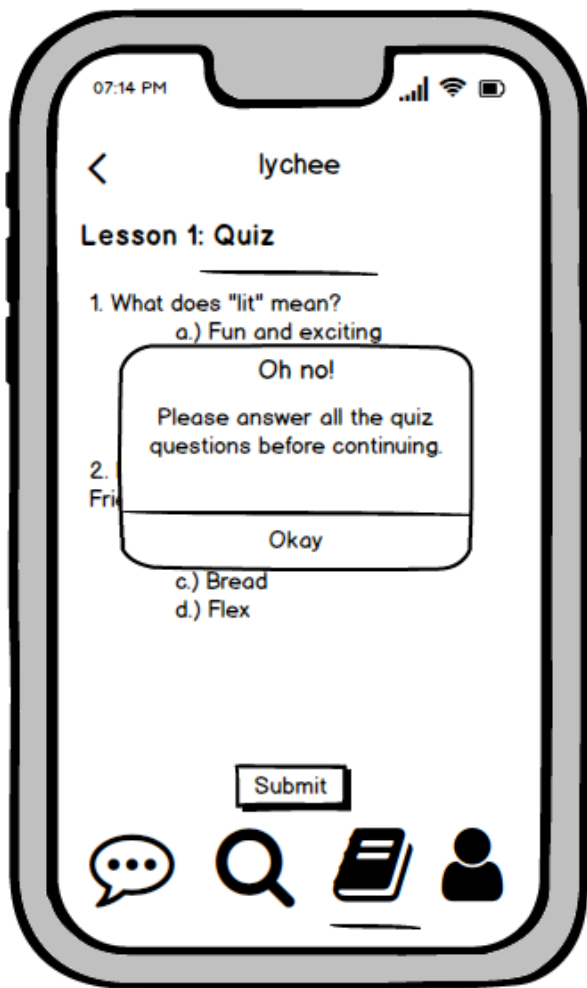 07:14 PM
lychee
Lesson 1: Quiz
1. What does "lit" mean?
a.) Fun and exciting
Oh no!
Please answer all the quiz
questions before continuing.
2.
Okay
c.) Bread
d.) Flex
Submit